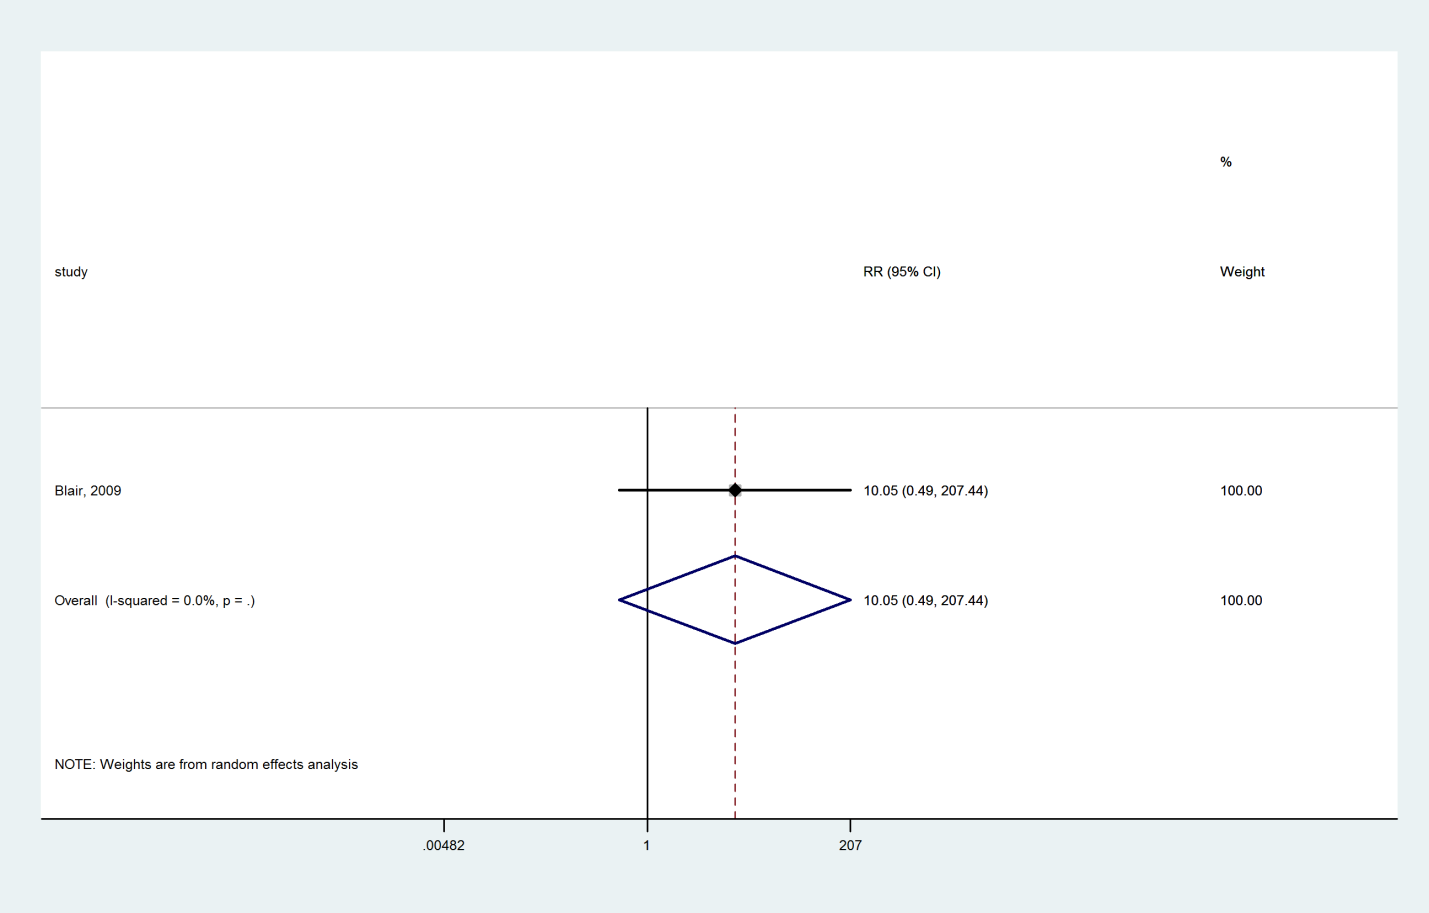 %
study RR (95% CI) Weight
Blair, 2009 10.05 (0.49, 207.44) 100.00
Overall (I-squared = 0.0%, p = .) 10.05 (0.49, 207.44) 100.00
NOTE: Weights are from random effects analysis
.00482 1 207